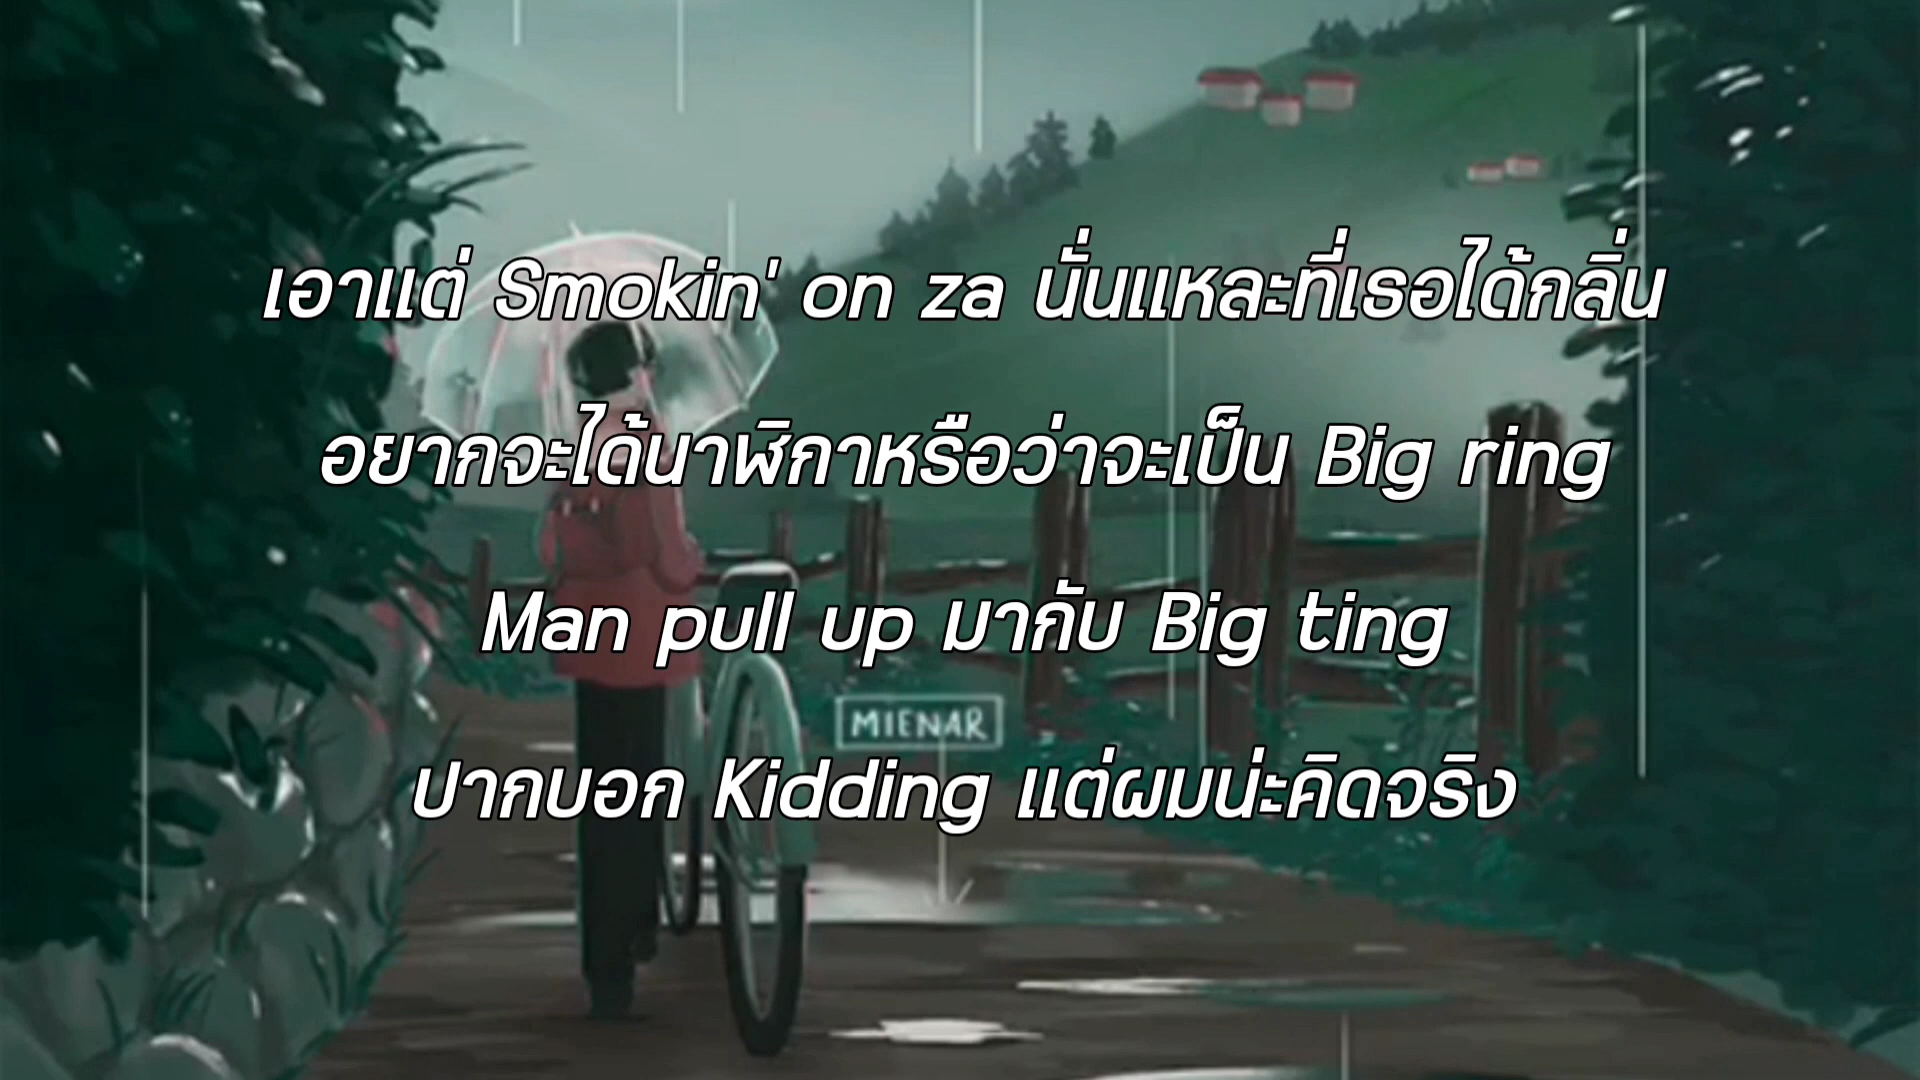 เอาแต่ Smokin' on za นั่นแหละที่เธอได้กลิ่น
อยากจะได้นาฬิกาหรือว่าจะเป็น Big ring
Man pull up มากับ Big ting
MIENAR
ปากบอก Kidding แต่ผมน่ะคิดจริง